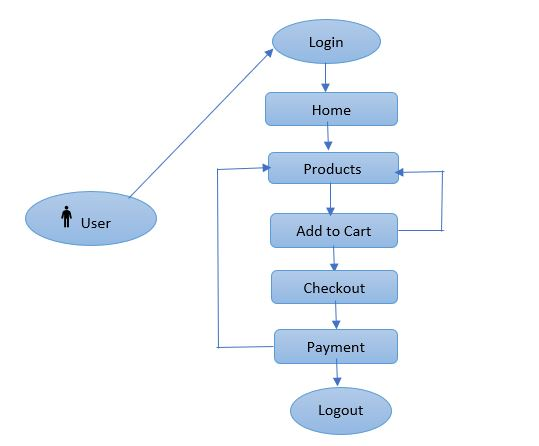 Login
Home
Products
User
Add to Cart
Checkout
Payment
Logout